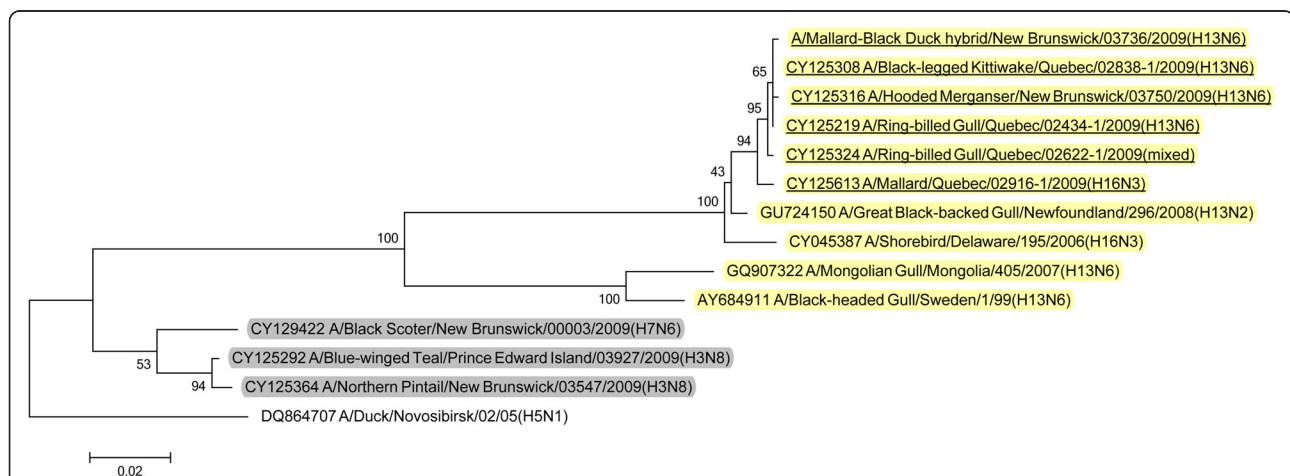 A/Mallard-Black Duck hybrid/New Brunswick/03736/2009(H13N6)
65
CY125308 A/Black-legged Kittiwake/Quebec/02838-1/2009(H13N6)
CY125316 A/Hooded Merganser/New Brunswick/03750/2009(H13N6)
95
CY125219 A/Ring-billed Gull/Quebec/02434-1/2009(H13N6)
94
CY125324 A/Ring-billed Gull/Quebec/02622-1/2009(mixed)
43
CY125613 A/Mallard/Quebec/02916-1/2009(H16N3)
100
GU724150 A/Great Black-backed Gull/Newfoundland/296/2008(H13N2)
CY045387 A/Shorebird/Delaware/195/2006(H16N3)
100
GQ907322 A/Mongolian Gull/Mongolia/405/2007(H13N6)
100
AY684911 A/Black-headed Gull/Sweden/1/99(H13N6)
CY129422 A/Black Scoter/New Brunswick/00003/2009(H7N6)
53
CY125292 A/Blue-winged Teal/Prince Edward Island/03927/2009(H3N8)
94
CY125364 A/Northern Pintail/New Brunswick/03547/2009(H3N8)
DQ864707 A/Duck/Novosibirsk/02/05(H5N1)
0.02